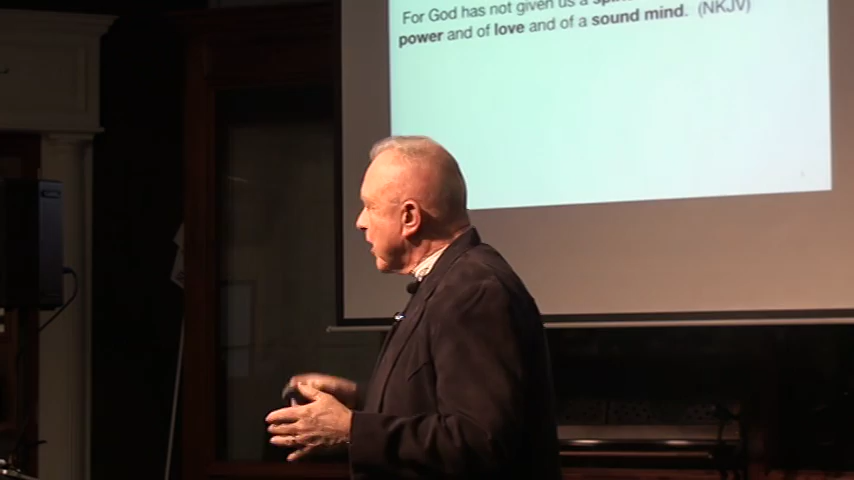 For God has not given us a
power and of love and of a sound mind. (NKJV)